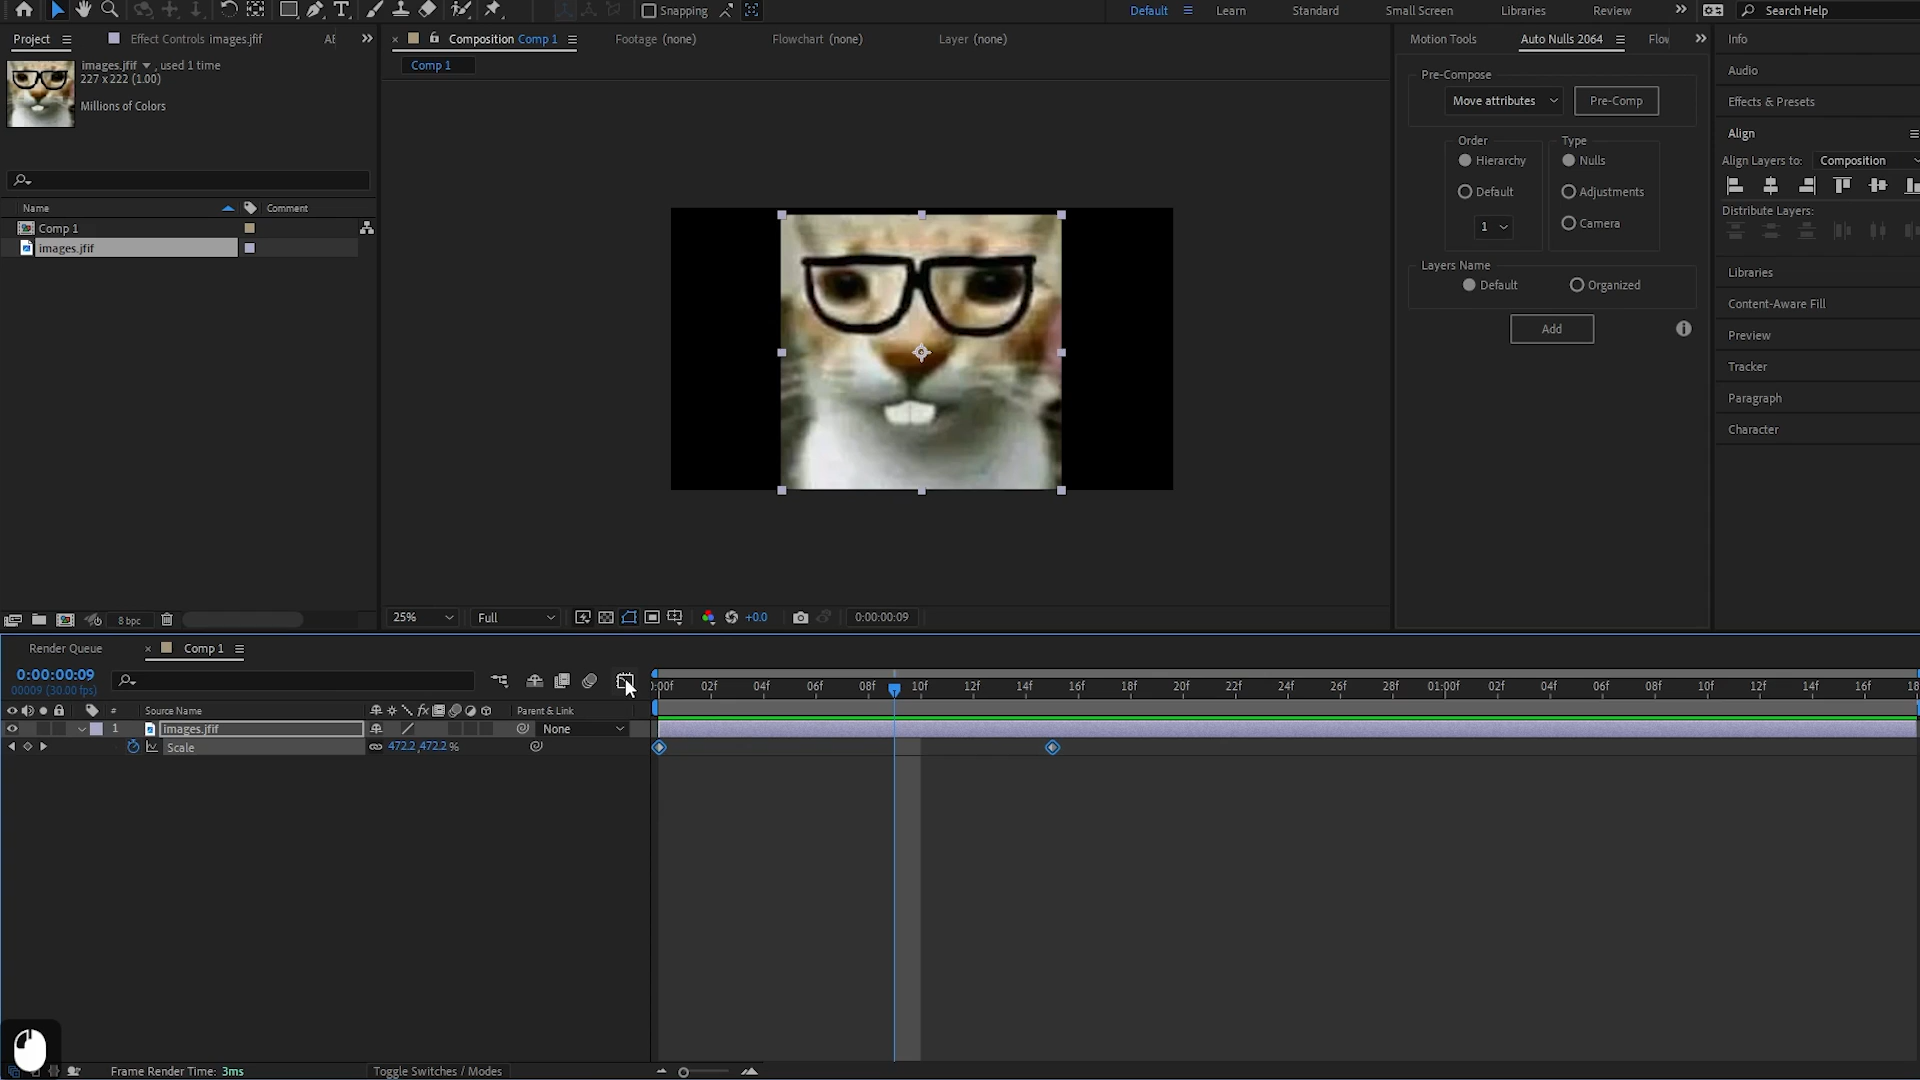 Snapping
Default
Learn
Standard
Small Screen
Libraries
Review
Search Help
Project
Effect Controls images.jfif
Composition Comp 1
Footage (none)
Flowchart (none)
Layer (none)
Motion Tools
Auto Nulls 2064
Info
Comp 1
images.jfif , used 1 time
227 x 222 (1.00)
Millions of Colors
Pre-Compose
Move attributes
Pre-Comp
Order
Type
Hierarchy
Nulls
Default
Adjustments
1
Camera
Layers Name
Default
Organized
Add
Audio
Effects & Presets
Align
Align Layers to:
Composition
Distribute Layers:
Libraries
Content-Aware Fill
Preview
Tracker
Paragraph
Character
Name
Comment
Comp 1
images.jfif
8 bpc
25%
Full
+0.0
0:00:00:09
Render Queue
Comp 1
0:00:00:09
00009 (30.00 fps)
:00f 02f 04f 06f 08f 10f 12f 14f 16f 18f 20f 22f 24f 26f 28f 01:00f 02f 04f 06f 08f 10f 12f 14f 16f 18
# Source Name
fx
Parent & Link
1 images.jfif
None
Scale
472.2,472.2 %
Frame Render Time: 3ms
Toggle Switches / Modes